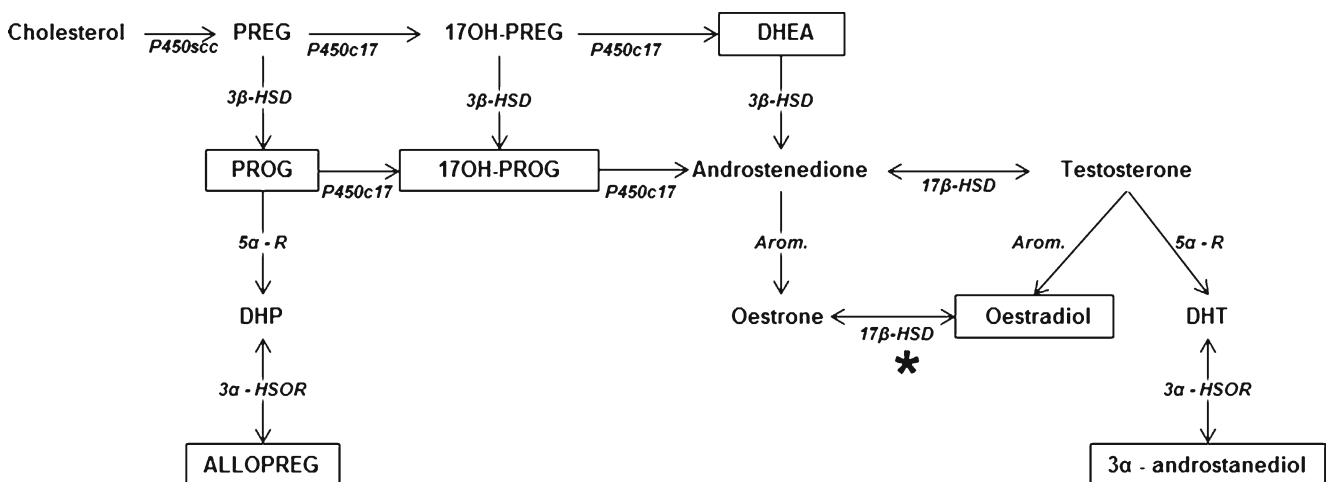 Cholesterol PREG 17OH-PREG DHEA
P450scc P450c17 P450c17
3β-HSD 3β-HSD 3β-HSD
PROG 17OH-PROG Androstenedione Testosterone
P450c17 P450c17 17β-HSD
5α - R Arom. Arom. 5α - R
DHP Oestrone Oestradiol DHT
17β-HSD
*
3α - HSOR 3α - HSOR
ALLOPREG 3α - androstanediol